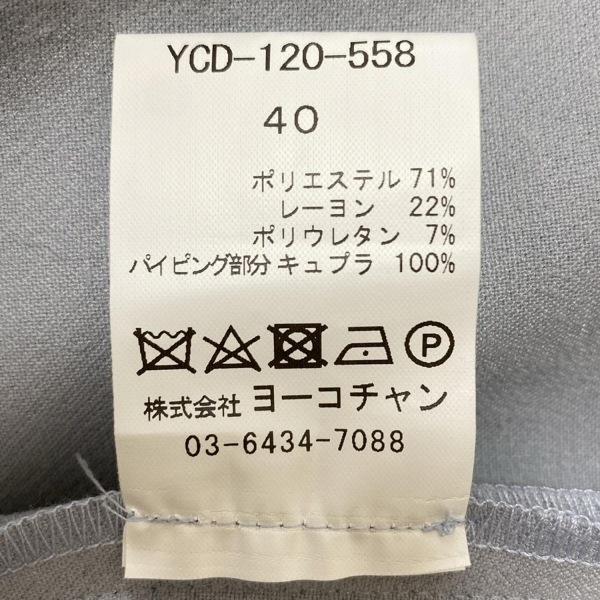 YCD-120-558
40
ポリエステル 71%
レーヨン 22%
ポリウレタン 7%
パイピング部分 キュプラ 100%
P
株式会社 ヨーコチャン
03-6434-7088